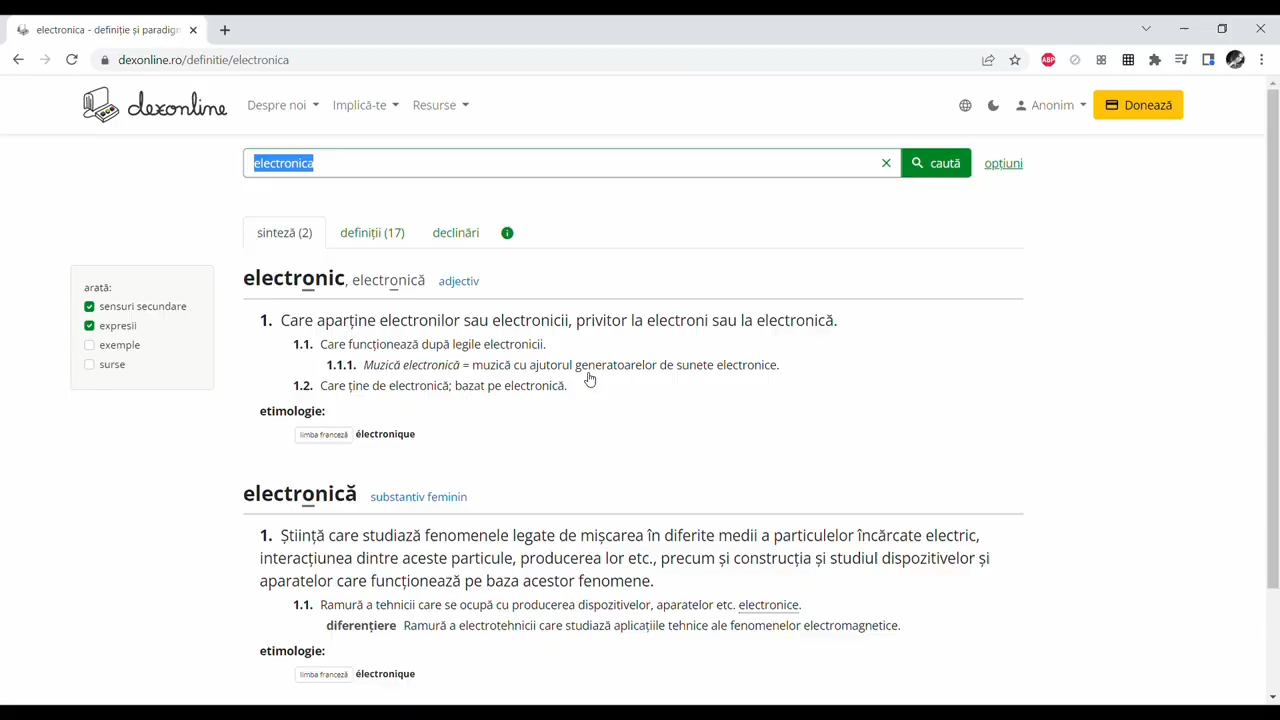 electronica - definiție și paradigm
dexonline.ro/definitie/electronica
ABP
dexonline
Despre noi
Implică-te
Resurse
Anonim
Donează
electronica
caută
opțiuni
sinteză (2)
definiții (17)
declinări
arată:
sensuri secundare
expresii
exemple
surse
electronic, electronică adjectiv
1. Care aparține electronilor sau electronicii, privitor la electroni sau la electronică.
1.1. Care funcționează după legile electronicii.
1.1.1. Muzică electronică = muzică cu ajutorul generatoarelor de sunete electronice.
1.2. Care ține de electronică; bazat pe electronică.
etimologie:
limba franceză électronique
electronică substantiv feminin
1. Știință care studiază fenomenele legate de mișcarea în diferite medii a particulelor încărcate electric,
interacțiunea dintre aceste particule, producerea lor etc., precum și construcția și studiul dispozitivelor și
aparatelor care funcționează pe baza acestor fenomene.
1.1. Ramură a tehnicii care se ocupă cu producerea dispozitivelor, aparatelor etc. electronice.
diferențiere Ramură a electrotehnicii care studiază aplicațiile tehnice ale fenomenelor electromagnetice.
etimologie:
limba franceză électronique